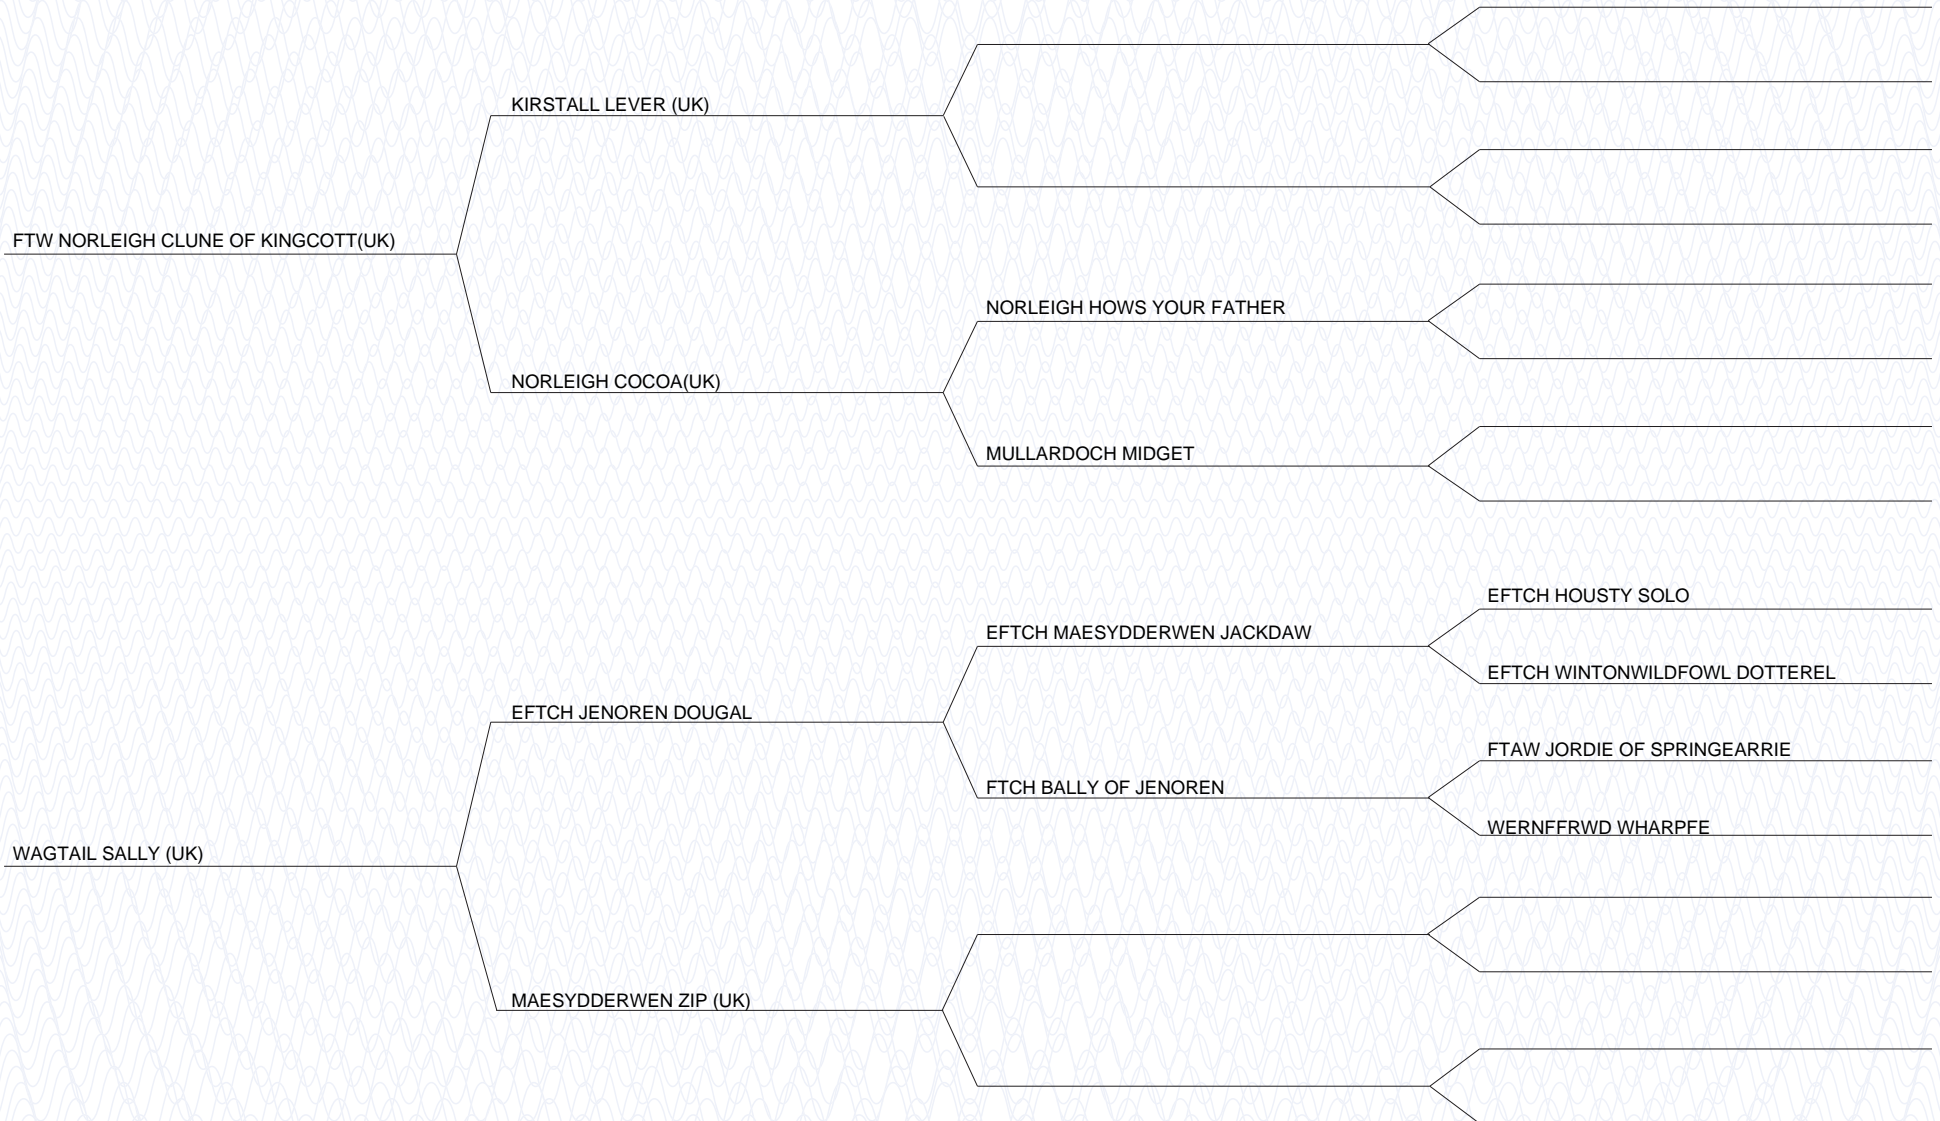 KIRSTALL LEVER (UK)
FTW NORLEIGH CLUNE OF KINGCOTT(UK)
NORLEIGH HOWS YOUR FATHER
NORLEIGH COCOA(UK)
MULLARDOCH MIDGET
EFTCH HOUSTY SOLO
EFTCH MAESYDDERWEN JACKDAW
EFTCH WINTONWILDFOWL DOTTEREL
EFTCH JENOREN DOUGAL
FTAW JORDIE OF SPRINGEARRIE
FTCH BALLY OF JENOREN
WERNFFRWD WHARPFE
WAGTAIL SALLY (UK)
MAESYDDERWEN ZIP (UK)